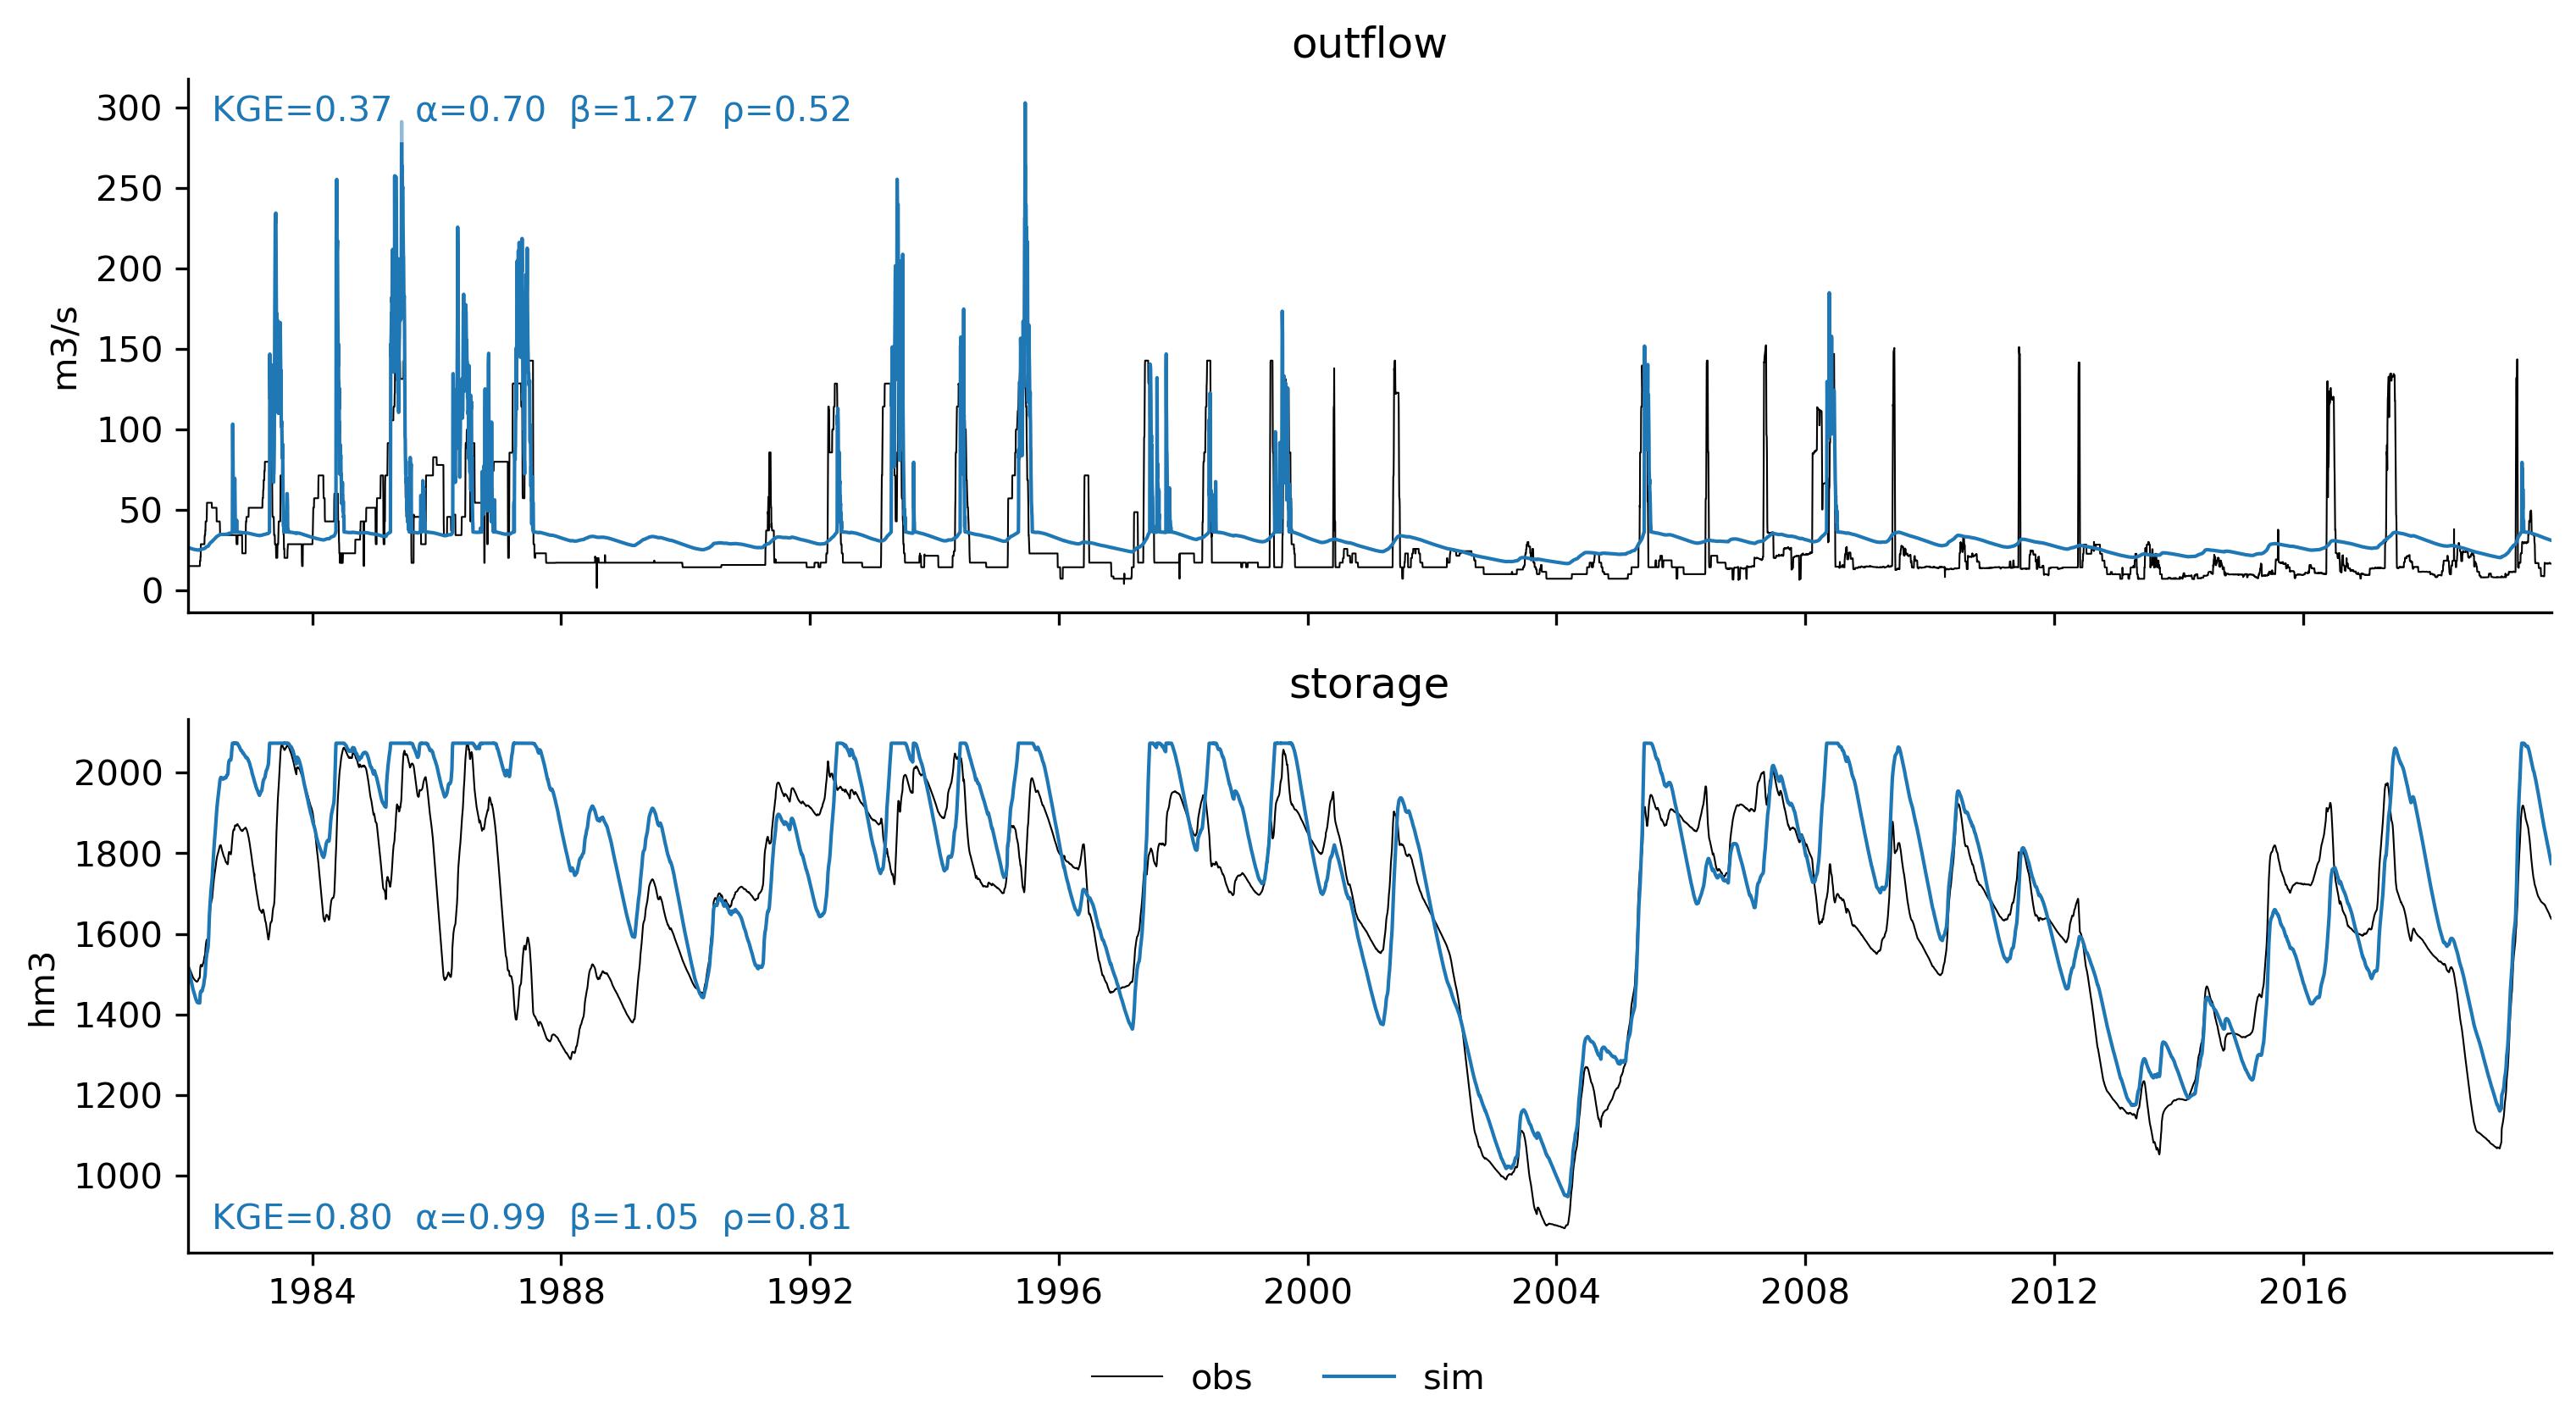 outflow
KGE=0.37 α=0.70 β=1.27 ρ=0.52
m3/s
300
250
200
150
100
50
0
storage
hm3
2000
1800
1600
1400
1200
1000
KGE=0.80 α=0.99 β=1.05 ρ=0.81
1984 1988 1992 1996 2000 2004 2008 2012 2016
obs sim